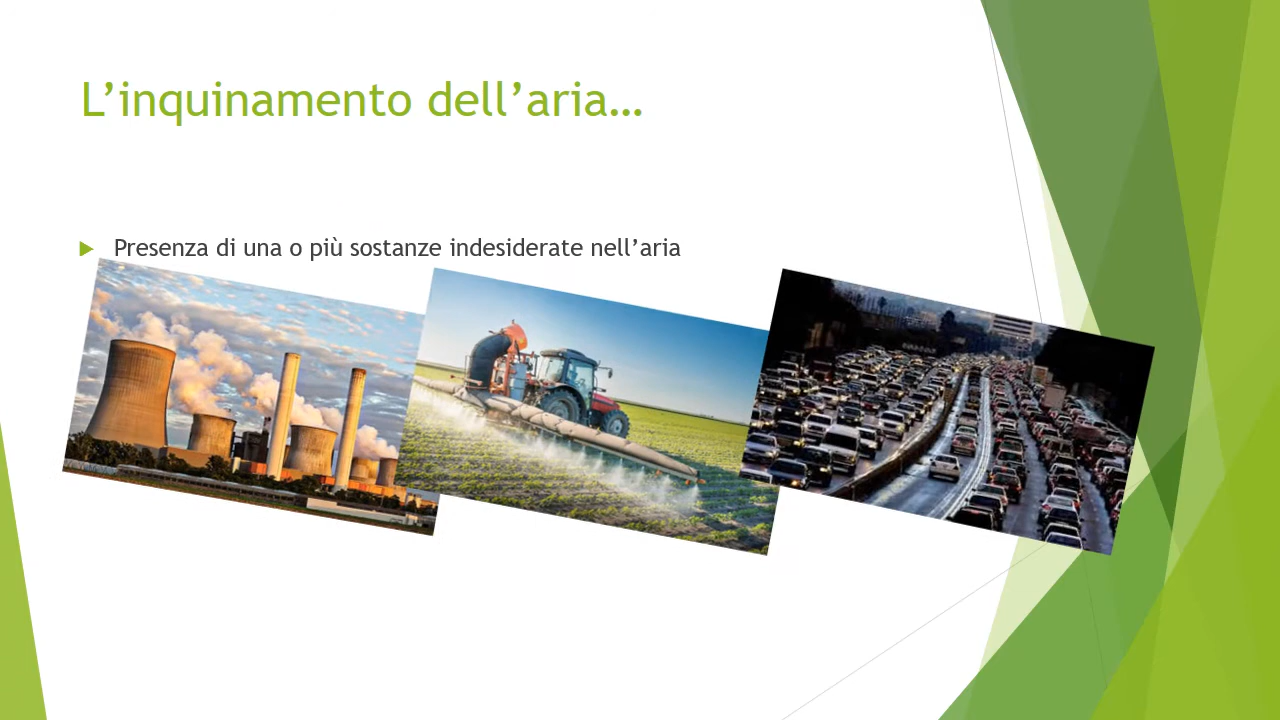 L’inquinamento dell’aria…
Presenza di una o più sostanze indesiderate nell’aria